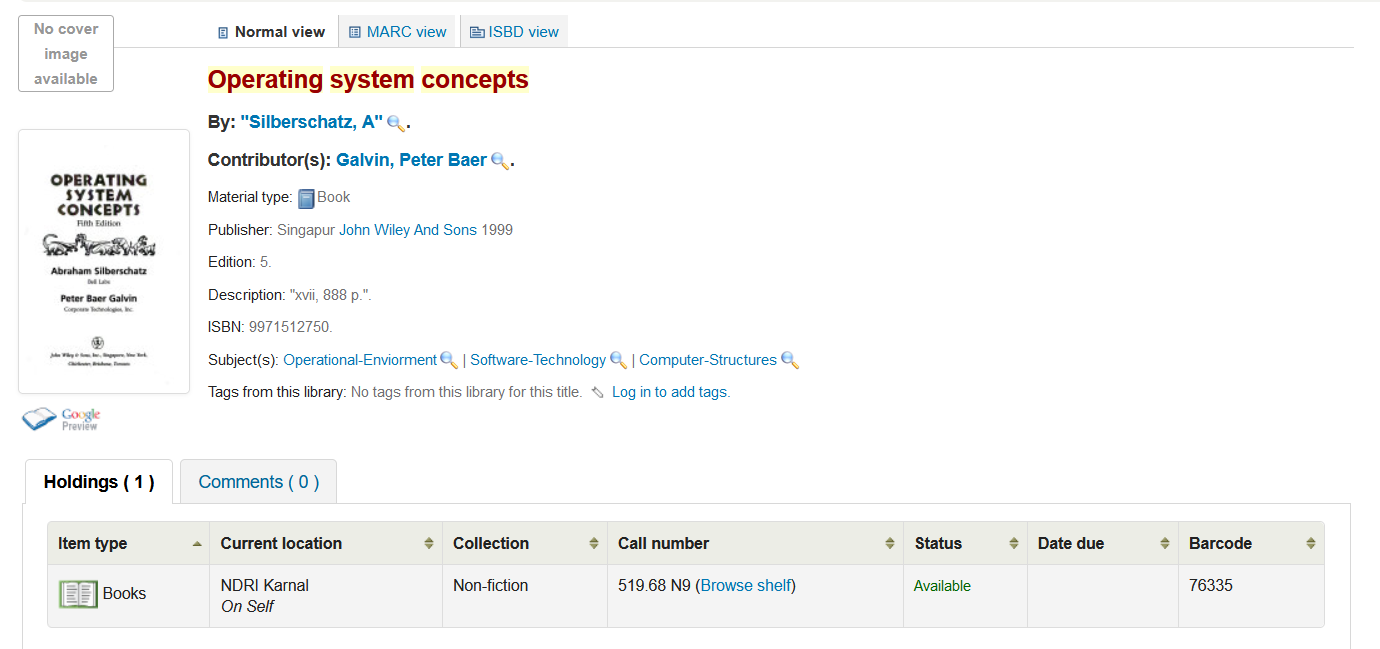 No cover
image
available
Normal view
MARC view
ISBD view
Operating system concepts
By: "Silberschatz, A" .
Contributor(s): Galvin, Peter Baer .
Material type: Book
Publisher: Singapur John Wiley And Sons 1999
Edition: 5.
Description: "xvii, 888 p.".
ISBN: 9971512750.
Subject(s): Operational-Enviorment | Software-Technology | Computer-Structures
Tags from this library: No tags from this library for this title. Log in to add tags.
OPERATING
SYSTEM
CONCEPTS
Fifth Edition
Abraham Silberschatz
Bell Labs
Peter Baer Galvin
Corporate Technologies, Inc.
John Wiley & Sons, Inc., Singapore, New York,
Chichester, Brisbane, Toronto
Google
Preview
Holdings ( 1 )
Comments ( 0 )
Item type Current location Collection Call number Status Date due Barcode
Books NDRI Karnal Non-fiction 519.68 N9 (Browse shelf) Available 76335
On Self